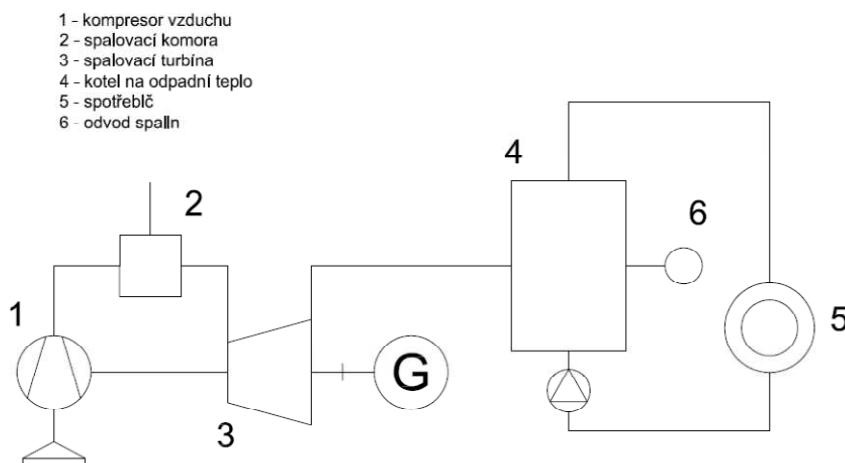 1 - kompresor vzduchu
2 - spalovací komora
3 - spalovací turbína
4 - kotel na odpadní teplo
5 - spotřeblč
6 - odvod spalln
4
2
6
1
5
G
3